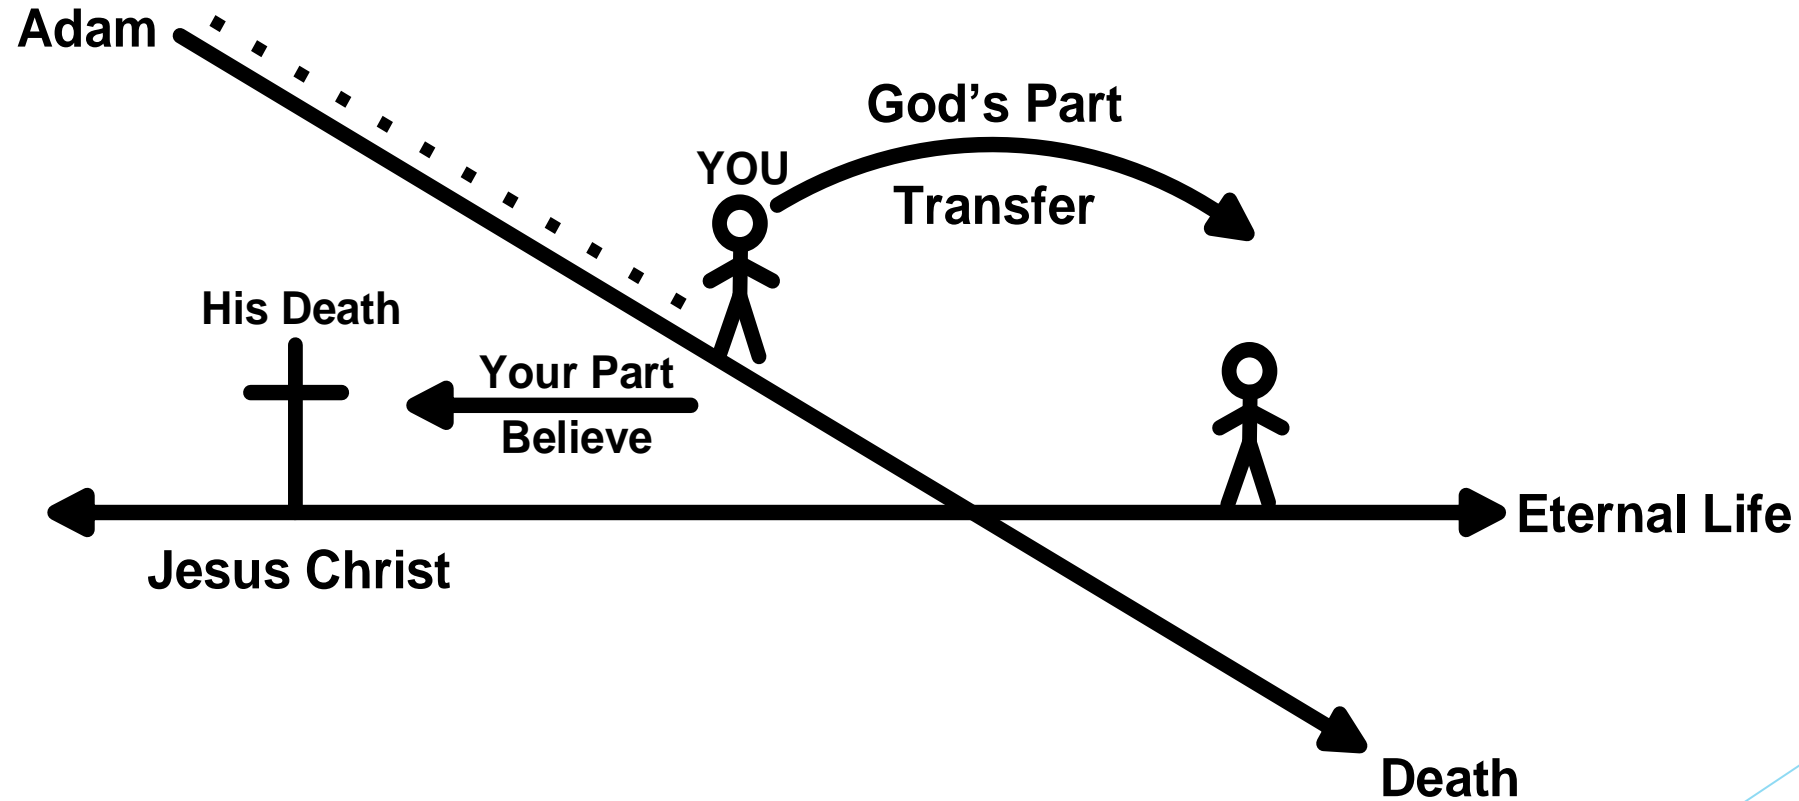 Adam
God’s Part
YOU
Transfer
His Death
Your Part
Believe
Eternal Life
Jesus Christ
Death